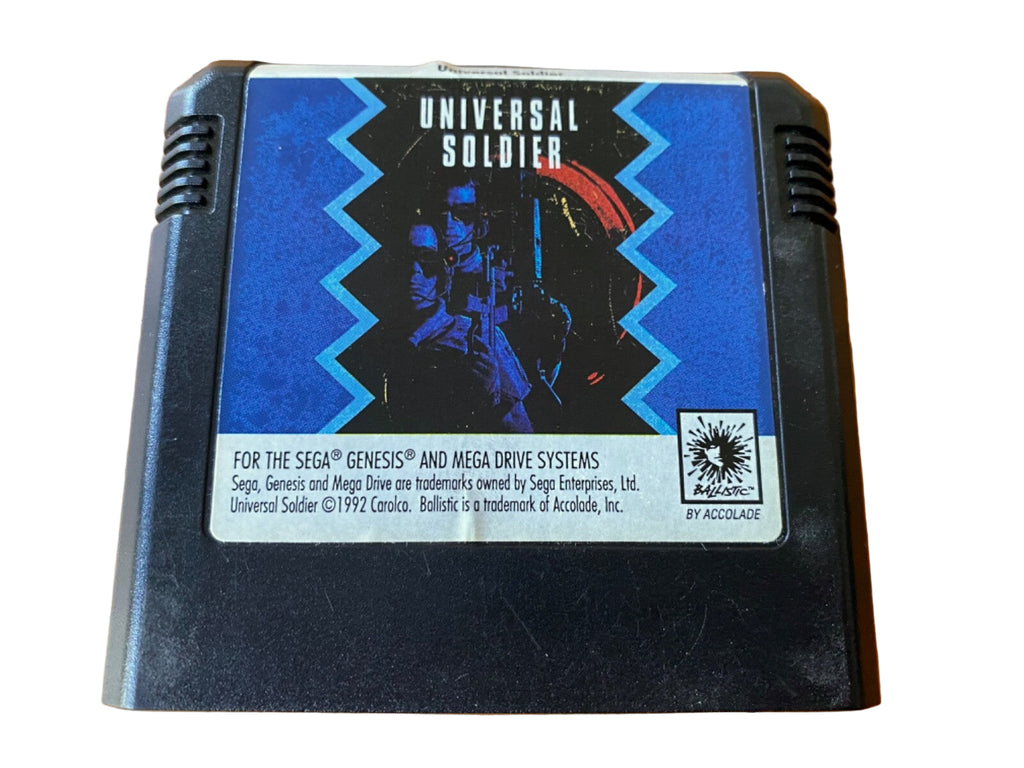 Universal Soldier
UNIVERSAL
SOLDIER
FOR THE SEGA® GENESIS® AND MEGA DRIVE SYSTEMS
Sega, Genesis and Mega Drive are trademarks owned by Sega Enterprises, Ltd.
Universal Soldier ©1992 Carolco. Ballistic is a trademark of Accolade, Inc.
BALLISTIC™
BY ACCOLADE